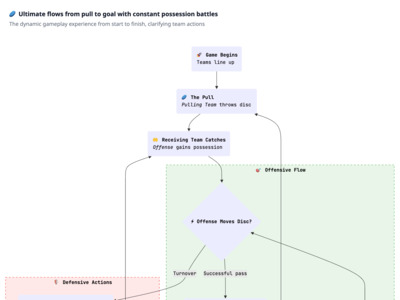 Ultimate flows from pull to goal with constant possession battles
The dynamic gameplay experience from start to finish, clarifying team actions
Game Begins
Teams line up
The Pull
Pulling Team throws disc
Receiving Team Catches
Offense gains possession
Offensive Flow
Offense Moves Disc?
Turnover
Successful pass
Defensive Actions